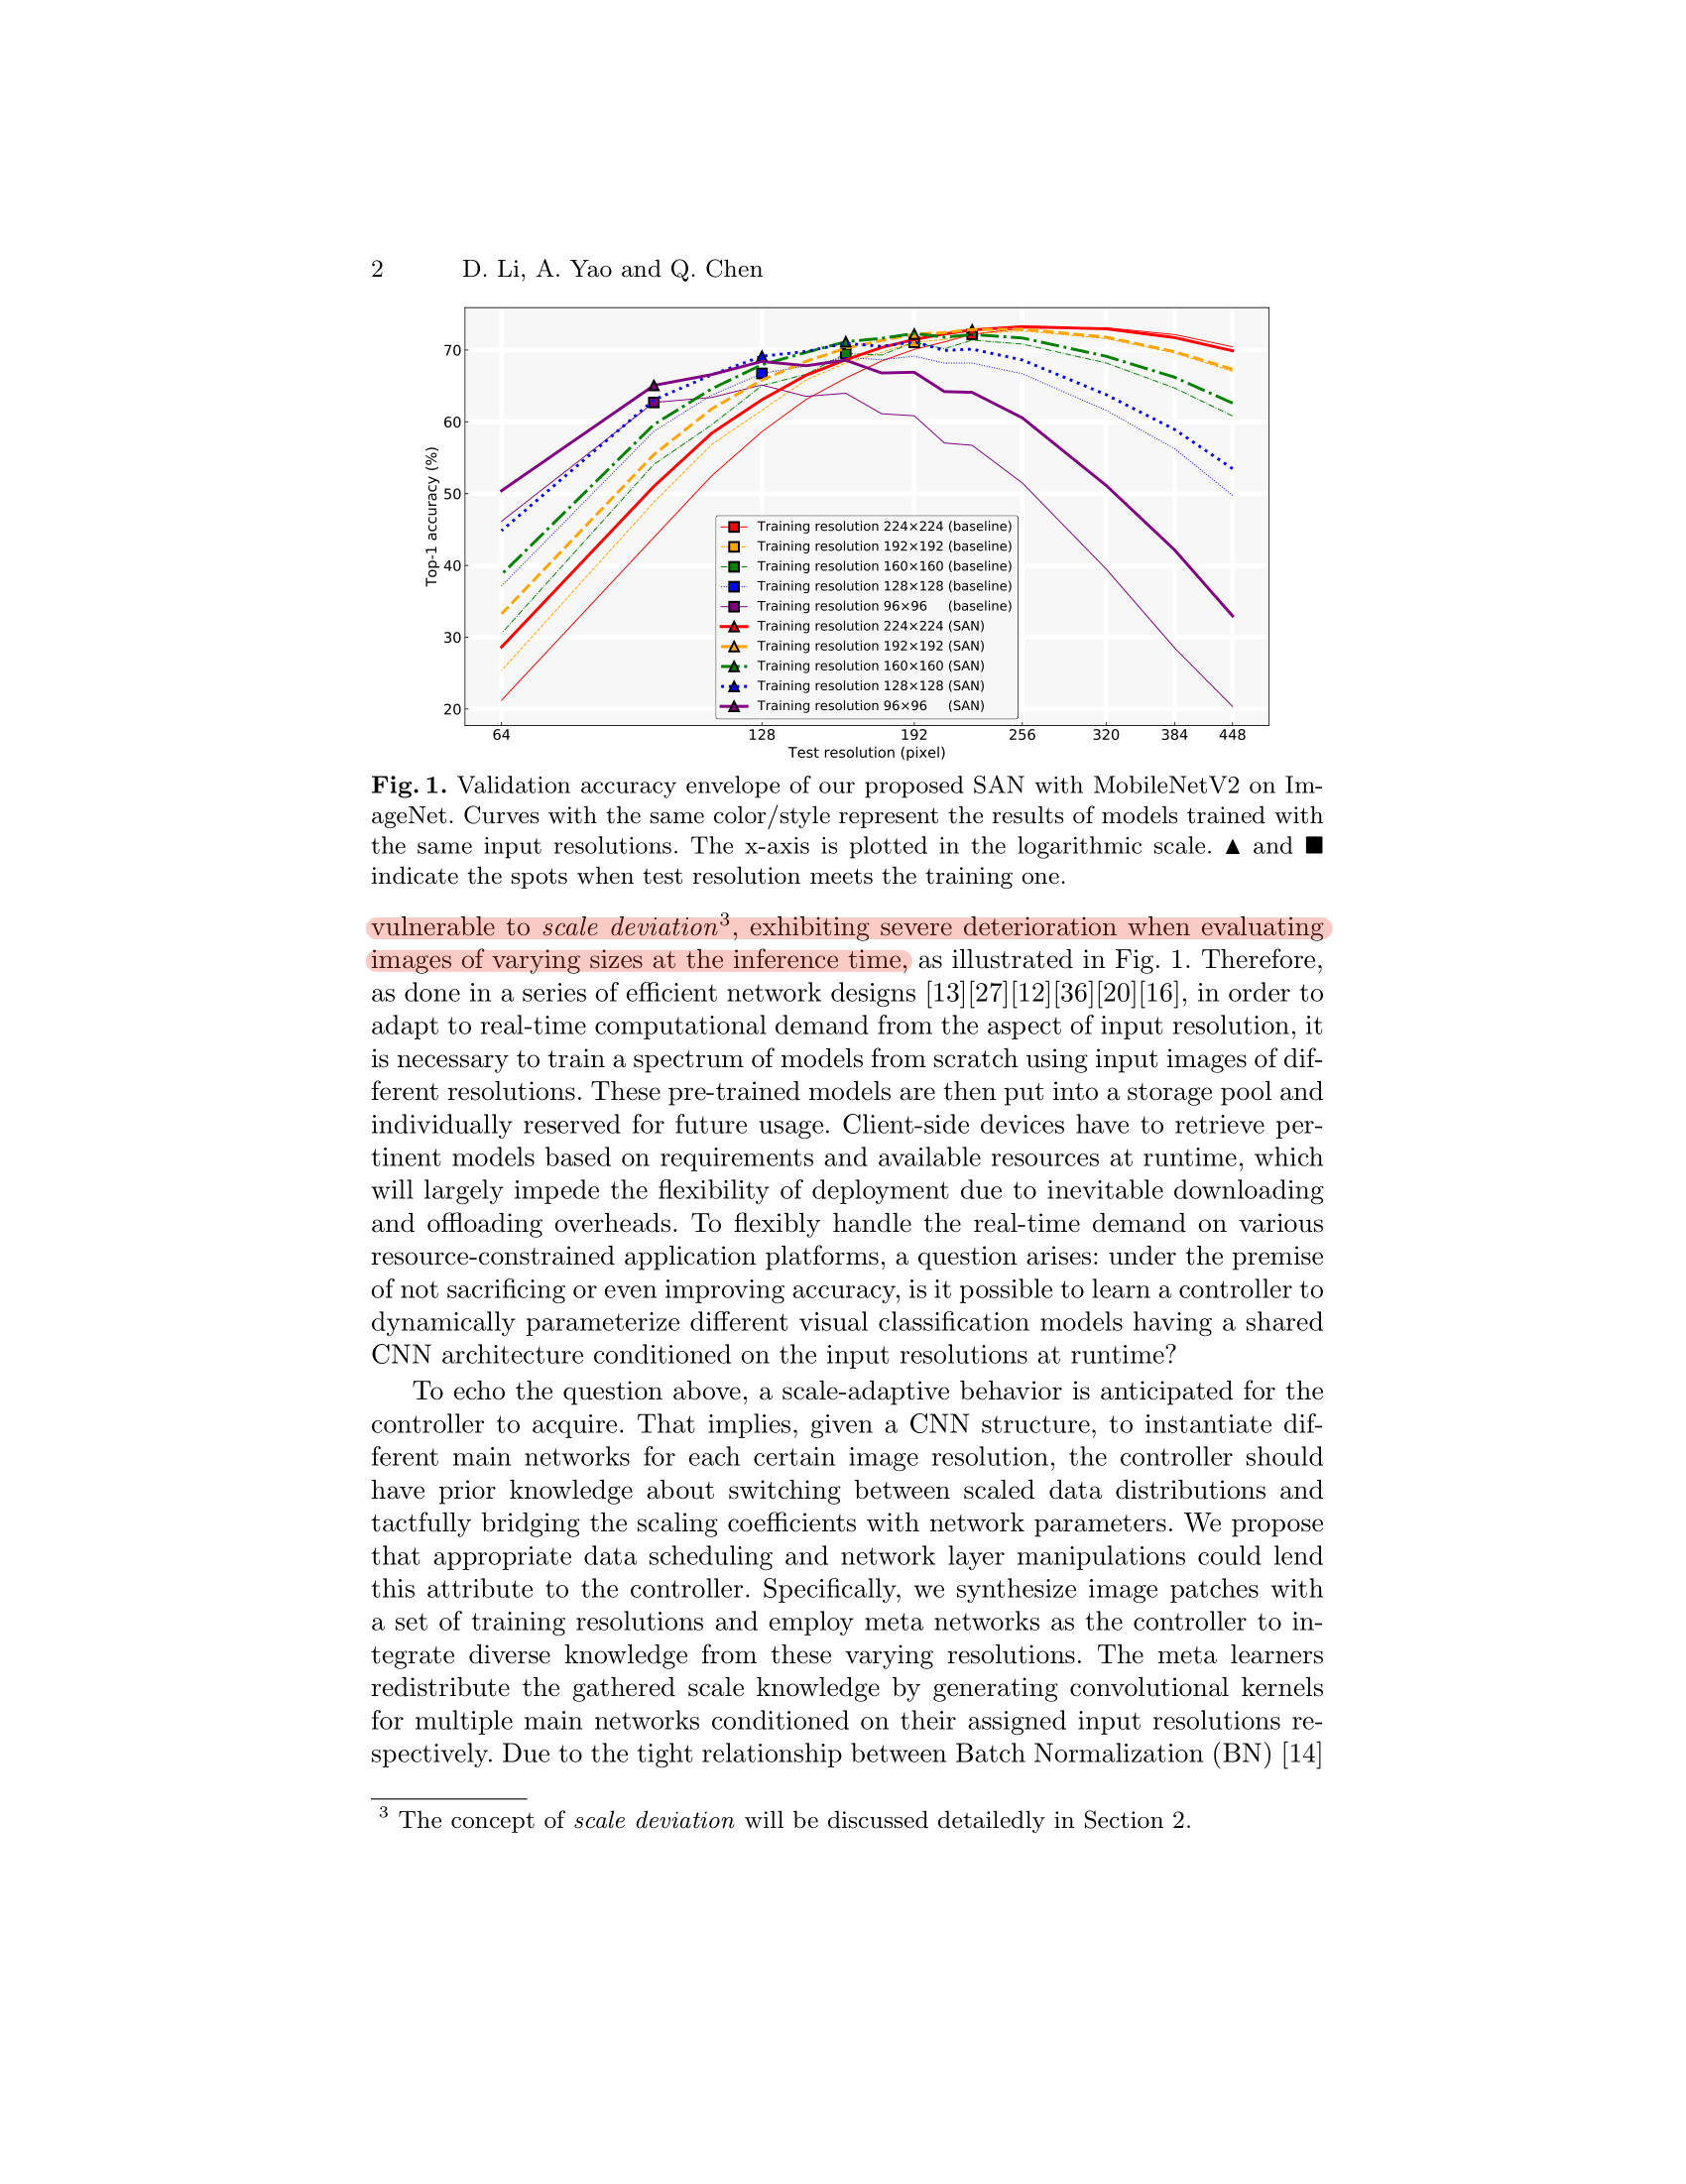 2 D. Li, A. Yao and Q. Chen
70
60
50
40
30
20
Top-1 accuracy (%)
Training resolution 224×224 (baseline)
Training resolution 192×192 (baseline)
Training resolution 160×160 (baseline)
Training resolution 128×128 (baseline)
Training resolution 96×96 (baseline)
Training resolution 224×224 (SAN)
Training resolution 192×192 (SAN)
Training resolution 160×160 (SAN)
Training resolution 128×128 (SAN)
Training resolution 96×96 (SAN)
64 128 192 256 320 384 448
Test resolution (pixel)
Fig. 1. Validation accuracy envelope of our proposed SAN with MobileNetV2 on Im-
ageNet. Curves with the same color/style represent the results of models trained with
the same input resolutions. The x-axis is plotted in the logarithmic scale. ▲ and ■
indicate the spots when test resolution meets the training one.
vulnerable to scale deviation³, exhibiting severe deterioration when evaluating
images of varying sizes at the inference time, as illustrated in Fig. 1. Therefore,
as done in a series of efficient network designs [13][27][12][36][20][16], in order to
adapt to real-time computational demand from the aspect of input resolution, it
is necessary to train a spectrum of models from scratch using input images of dif-
ferent resolutions. These pre-trained models are then put into a storage pool and
individually reserved for future usage. Client-side devices have to retrieve per-
tinent models based on requirements and available resources at runtime, which
will largely impede the flexibility of deployment due to inevitable downloading
and offloading overheads. To flexibly handle the real-time demand on various
resource-constrained application platforms, a question arises: under the premise
of not sacrificing or even improving accuracy, is it possible to learn a controller to
dynamically parameterize different visual classification models having a shared
CNN architecture conditioned on the input resolutions at runtime?
To echo the question above, a scale-adaptive behavior is anticipated for the
controller to acquire. That implies, given a CNN structure, to instantiate dif-
ferent main networks for each certain image resolution, the controller should
have prior knowledge about switching between scaled data distributions and
tactfully bridging the scaling coefficients with network parameters. We propose
that appropriate data scheduling and network layer manipulations could lend
this attribute to the controller. Specifically, we synthesize image patches with
a set of training resolutions and employ meta networks as the controller to in-
tegrate diverse knowledge from these varying resolutions. The meta learners
redistribute the gathered scale knowledge by generating convolutional kernels
for multiple main networks conditioned on their assigned input resolutions re-
spectively. Due to the tight relationship between Batch Normalization (BN) [14]
³ The concept of scale deviation will be discussed detailedly in Section 2.